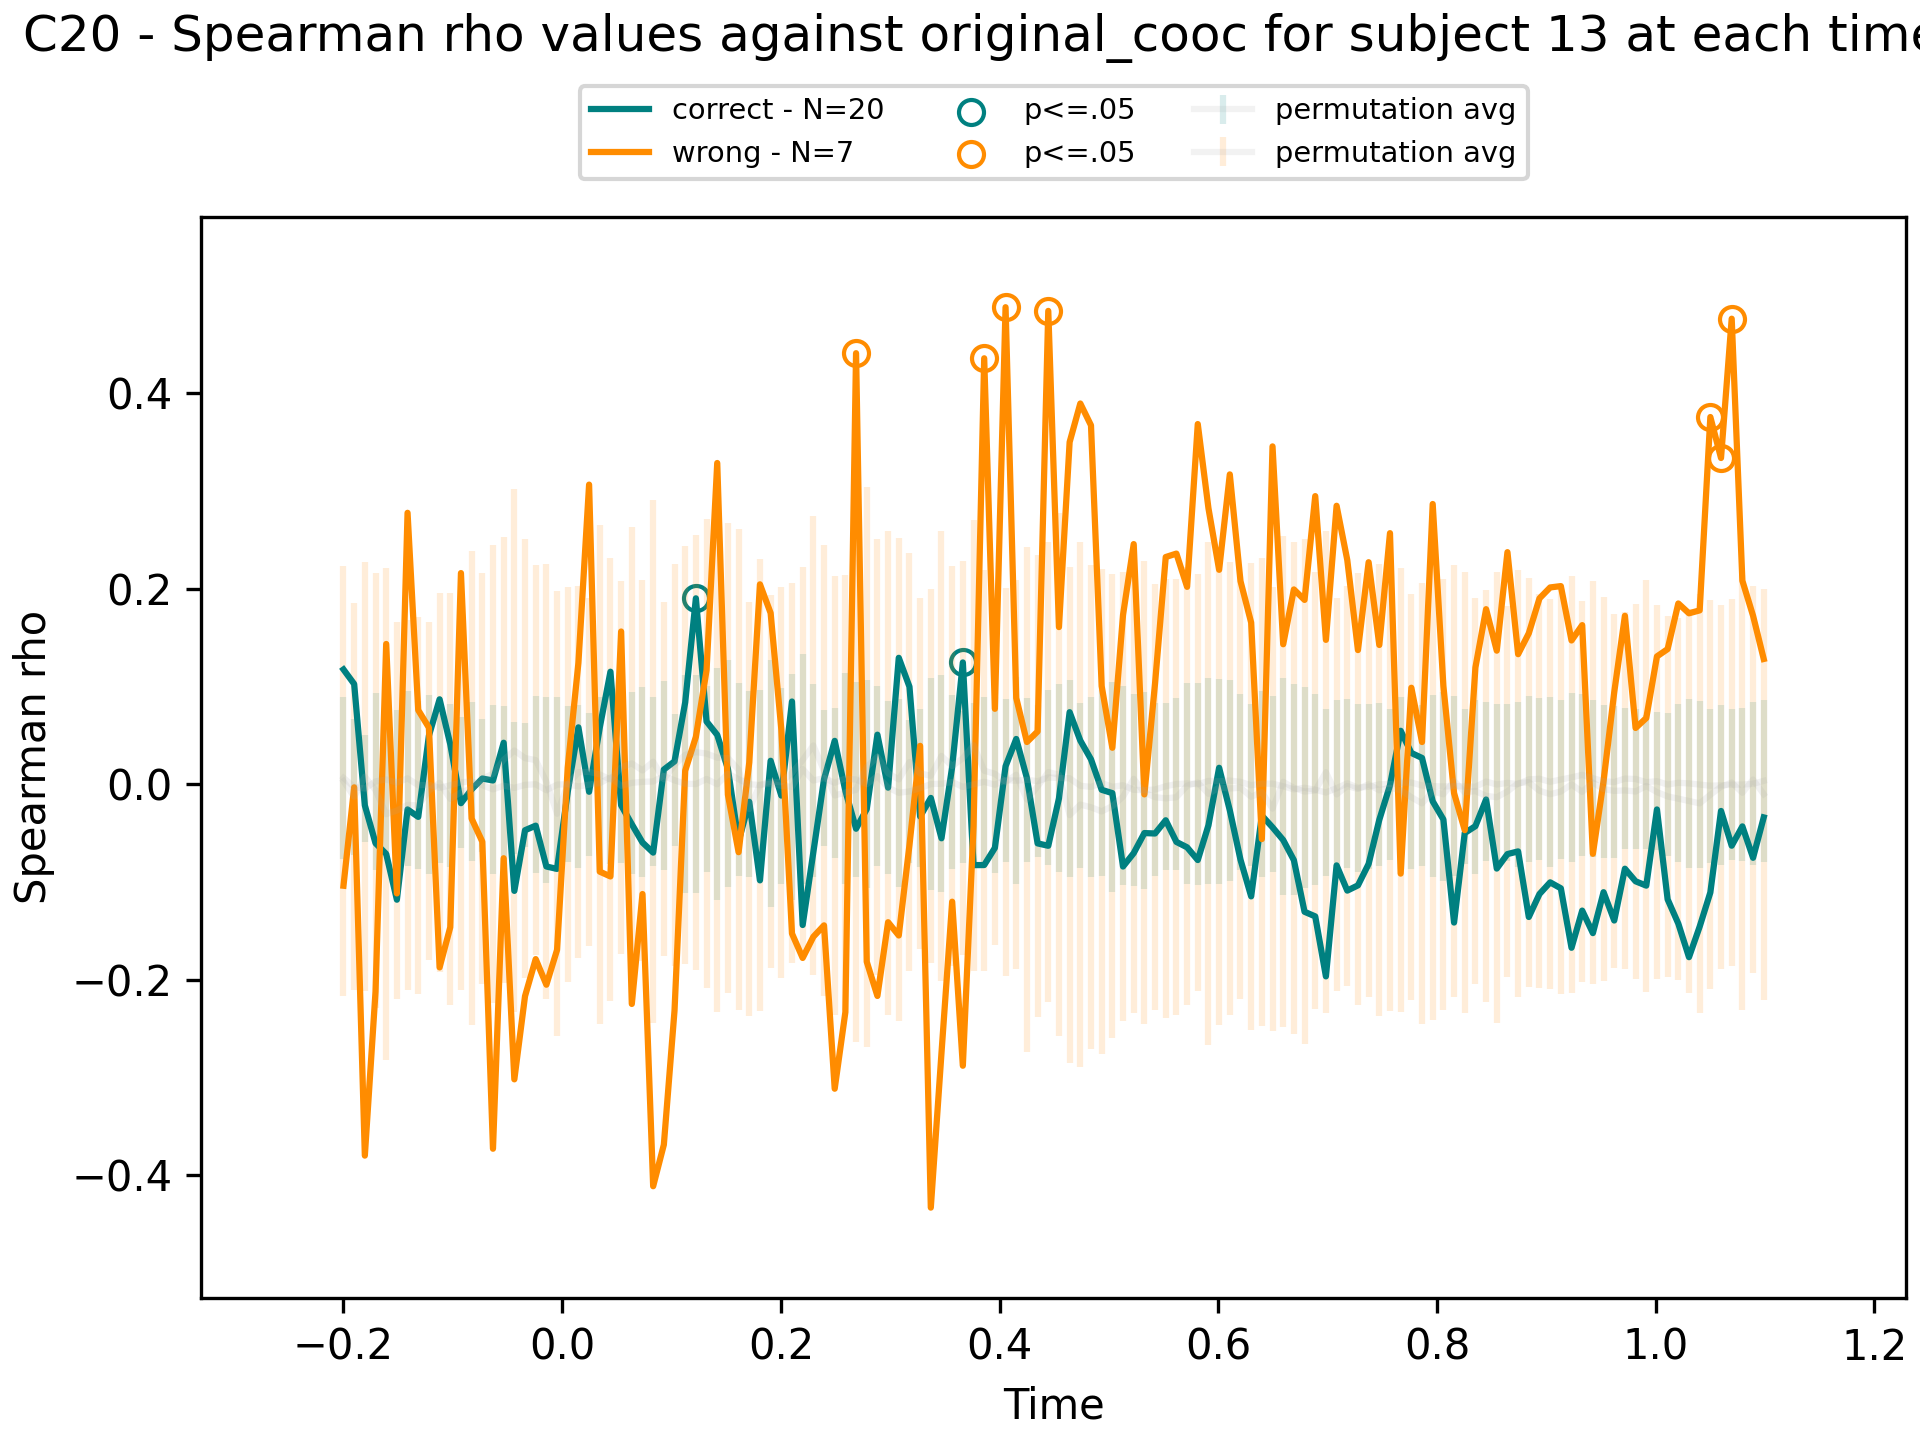 C20 - Spearman rho values against original_cooc for subject 13 at each time
correct - N=20
wrong - N=7
p<=.05
p<=.05
permutation avg
permutation avg
Spearman rho
0.4
0.2
0.0
−0.2
−0.4
−0.2 0.0 0.2 0.4 0.6 0.8 1.0 1.2
Time